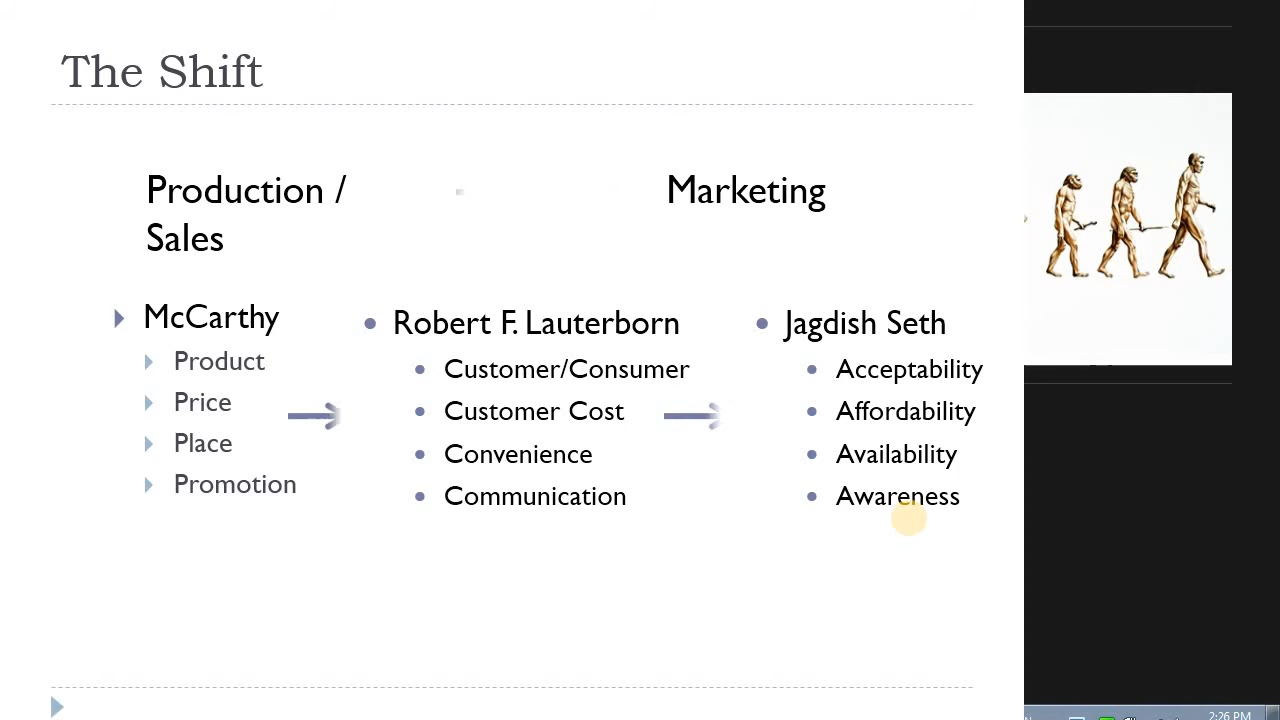 The Shift
Production /
Sales
Marketing
McCarthy
Product
Price
Place
Promotion
Robert F. Lauterborn
Customer/Consumer
Customer Cost
Convenience
Communication
Jagdish Seth
Acceptability
Affordability
Availability
Awareness
2:26 PM